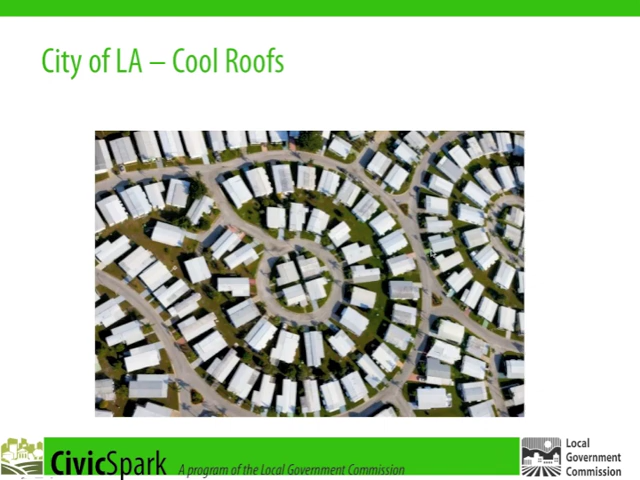 City of LA – Cool Roofs
CivicSpark A program of the Local Government Commission
Local
Government
Commission